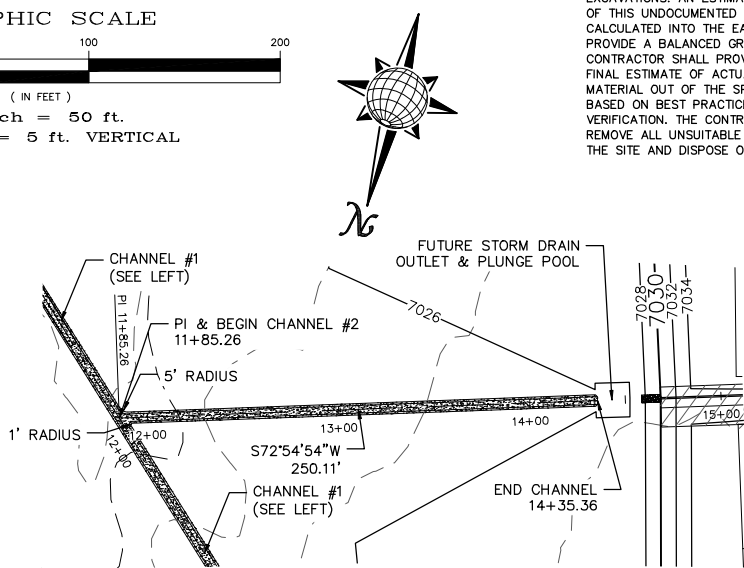 PHIC SCALE
100
200
( IN FEET )
ch = 50 ft.
= 5 ft. VERTICAL
N
OF THIS UNDOCUMENTED
CALCULATED INTO THE EA
PROVIDE A BALANCED GR
CONTRACTOR SHALL PROV
FINAL ESTIMATE OF ACTU
MATERIAL OUT OF THE SP
BASED ON BEST PRACTIC
VERIFICATION. THE CONTR
REMOVE ALL UNSUITABLE
THE SITE AND DISPOSE O
FUTURE STORM DRAIN
OUTLET & PLUNGE POOL
CHANNEL #1
(SEE LEFT)
PI 11+85.26
PI & BEGIN CHANNEL #2
11+85.26
5' RADIUS
1' RADIUS
12+00
12+00
7026
13+00
14+00
15+00
S72°54'54"W
250.11'
CHANNEL #1
(SEE LEFT)
END CHANNEL
14+35.36
7028
7030
7032
7034